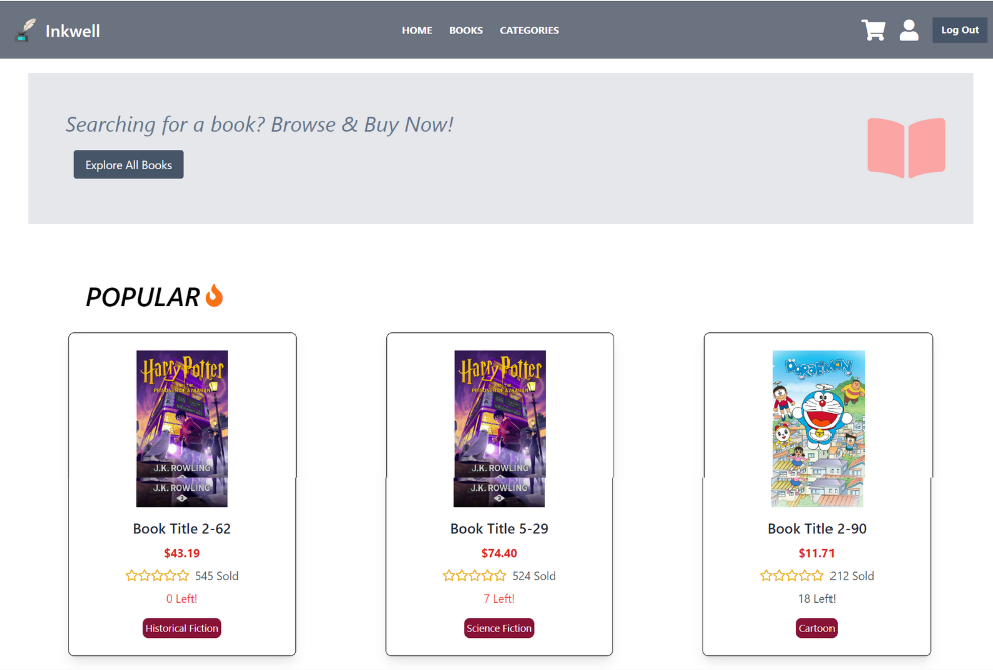 Inkwell
HOME BOOKS CATEGORIES
Log Out
Searching for a book? Browse & Buy Now!
Explore All Books
POPULAR
Harry Potter
J.K. ROWLING
J.K. ROWLING
3
Book Title 2-62
$43.19
545 Sold
0 Left!
Historical Fiction
Harry Potter
J.K. ROWLING
J.K. ROWLING
3
Book Title 5-29
$74.40
524 Sold
7 Left!
Science Fiction
DORAEMON
Book Title 2-90
$11.71
212 Sold
18 Left!
Cartoon